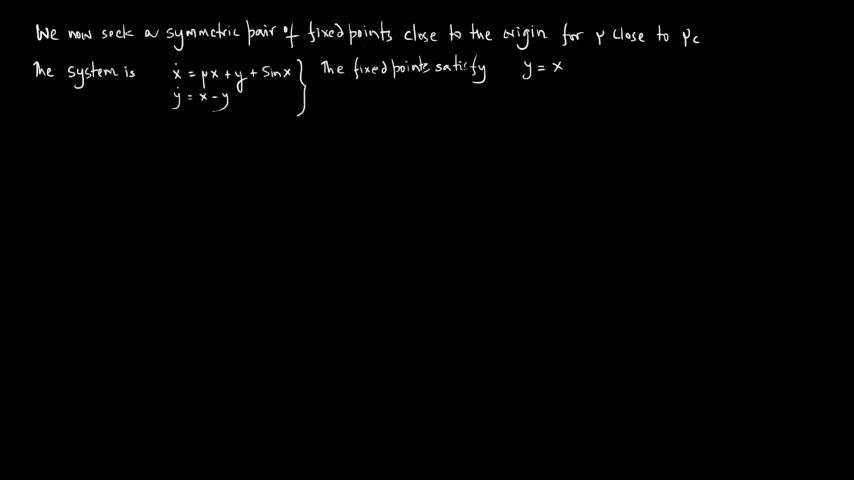 We now seek a symmetric pair of fixed points close to the origin for μ close to μc
The system is ẋ = μx + y + sinx } The fixed points satisfy y = x
ẏ = x - y